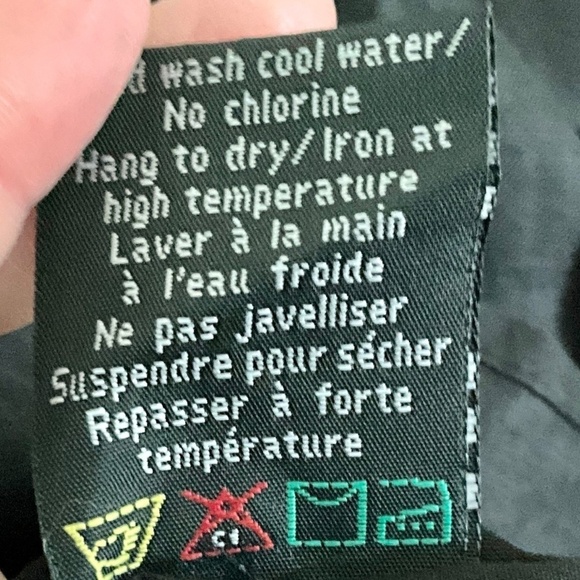 wash cool water/
No chlorine
Hang to dry/Iron at
high temperature
Laver à la main
à l'eau froide
Ne pas javelliser
Suspendre pour sécher
Repasser à forte
température
Cl